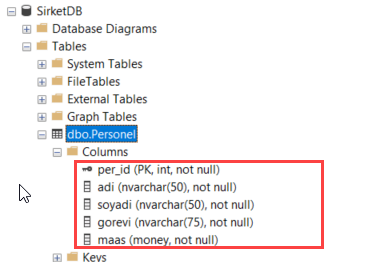 SirketDB
Database Diagrams
Tables
System Tables
FileTables
External Tables
Graph Tables
dbo.Personel
Columns
per_id (PK, int, not null)
adi (nvarchar(50), not null)
soyadi (nvarchar(50), not null)
gorevi (nvarchar(75), not null)
maas (money, not null)
Keys